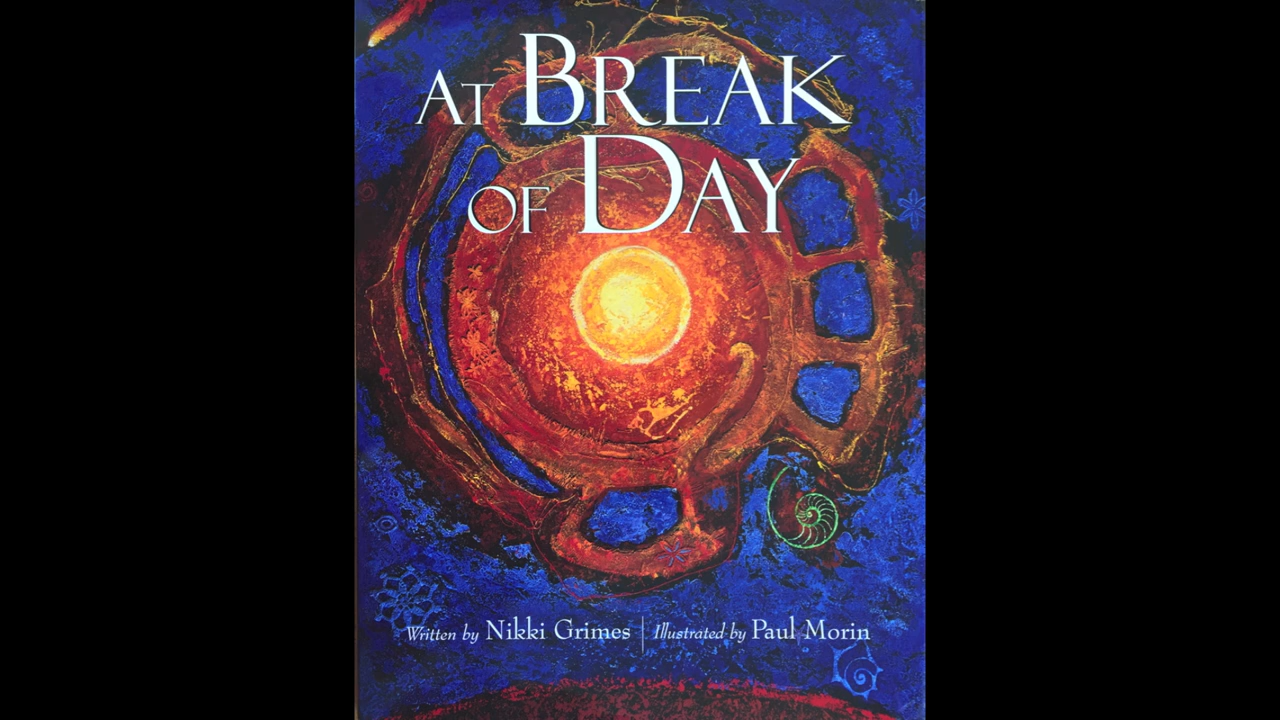 AT BREAK
OF DAY
Written by Nikki Grimes | Illustrated by Paul Morin